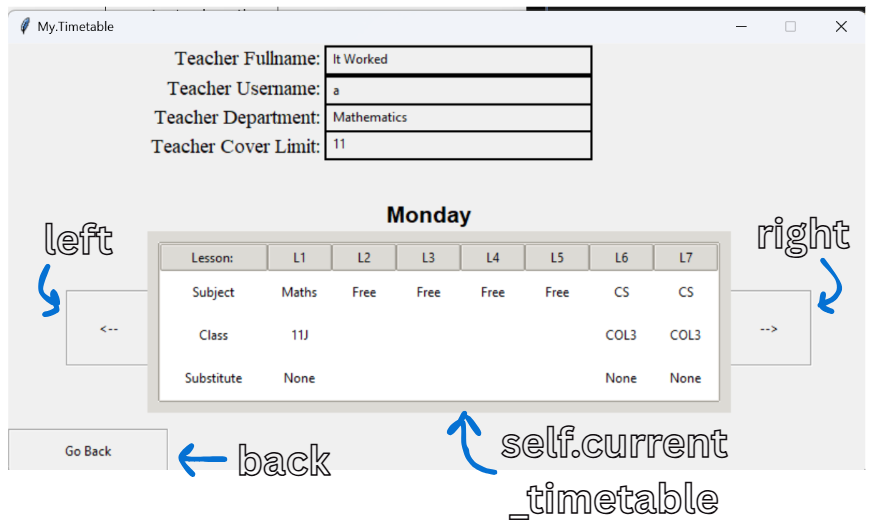 My.Timetable
Teacher Fullname: It Worked
Teacher Username: a
Teacher Department: Mathematics
Teacher Cover Limit: 11
Monday
left
right
Lesson: L1 L2 L3 L4 L5 L6 L7
Subject Maths Free Free Free Free CS CS
<-- 
-->
Class 11J COL3 COL3
Substitute None None None
Go Back
back
self.current
_timetable